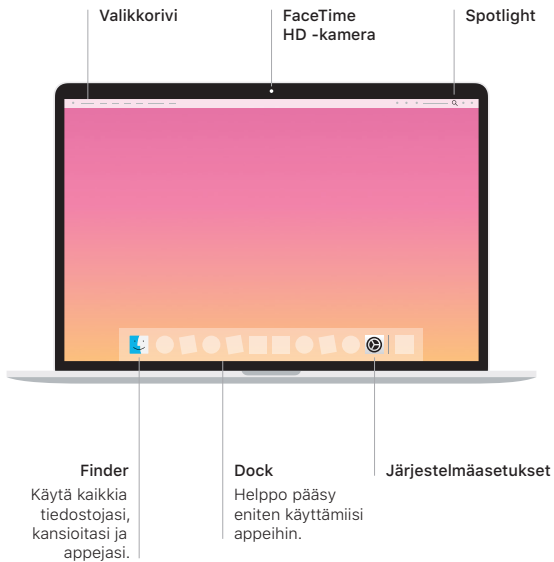 Valikkorivi
FaceTime
HD -kamera
Spotlight
Finder
Käytä kaikkia
tiedostojasi,
kansioitasi ja
appejasi.
Dock
Helppo pääsy
eniten käyttämiisi
appeihin.
Järjestelmäasetukset